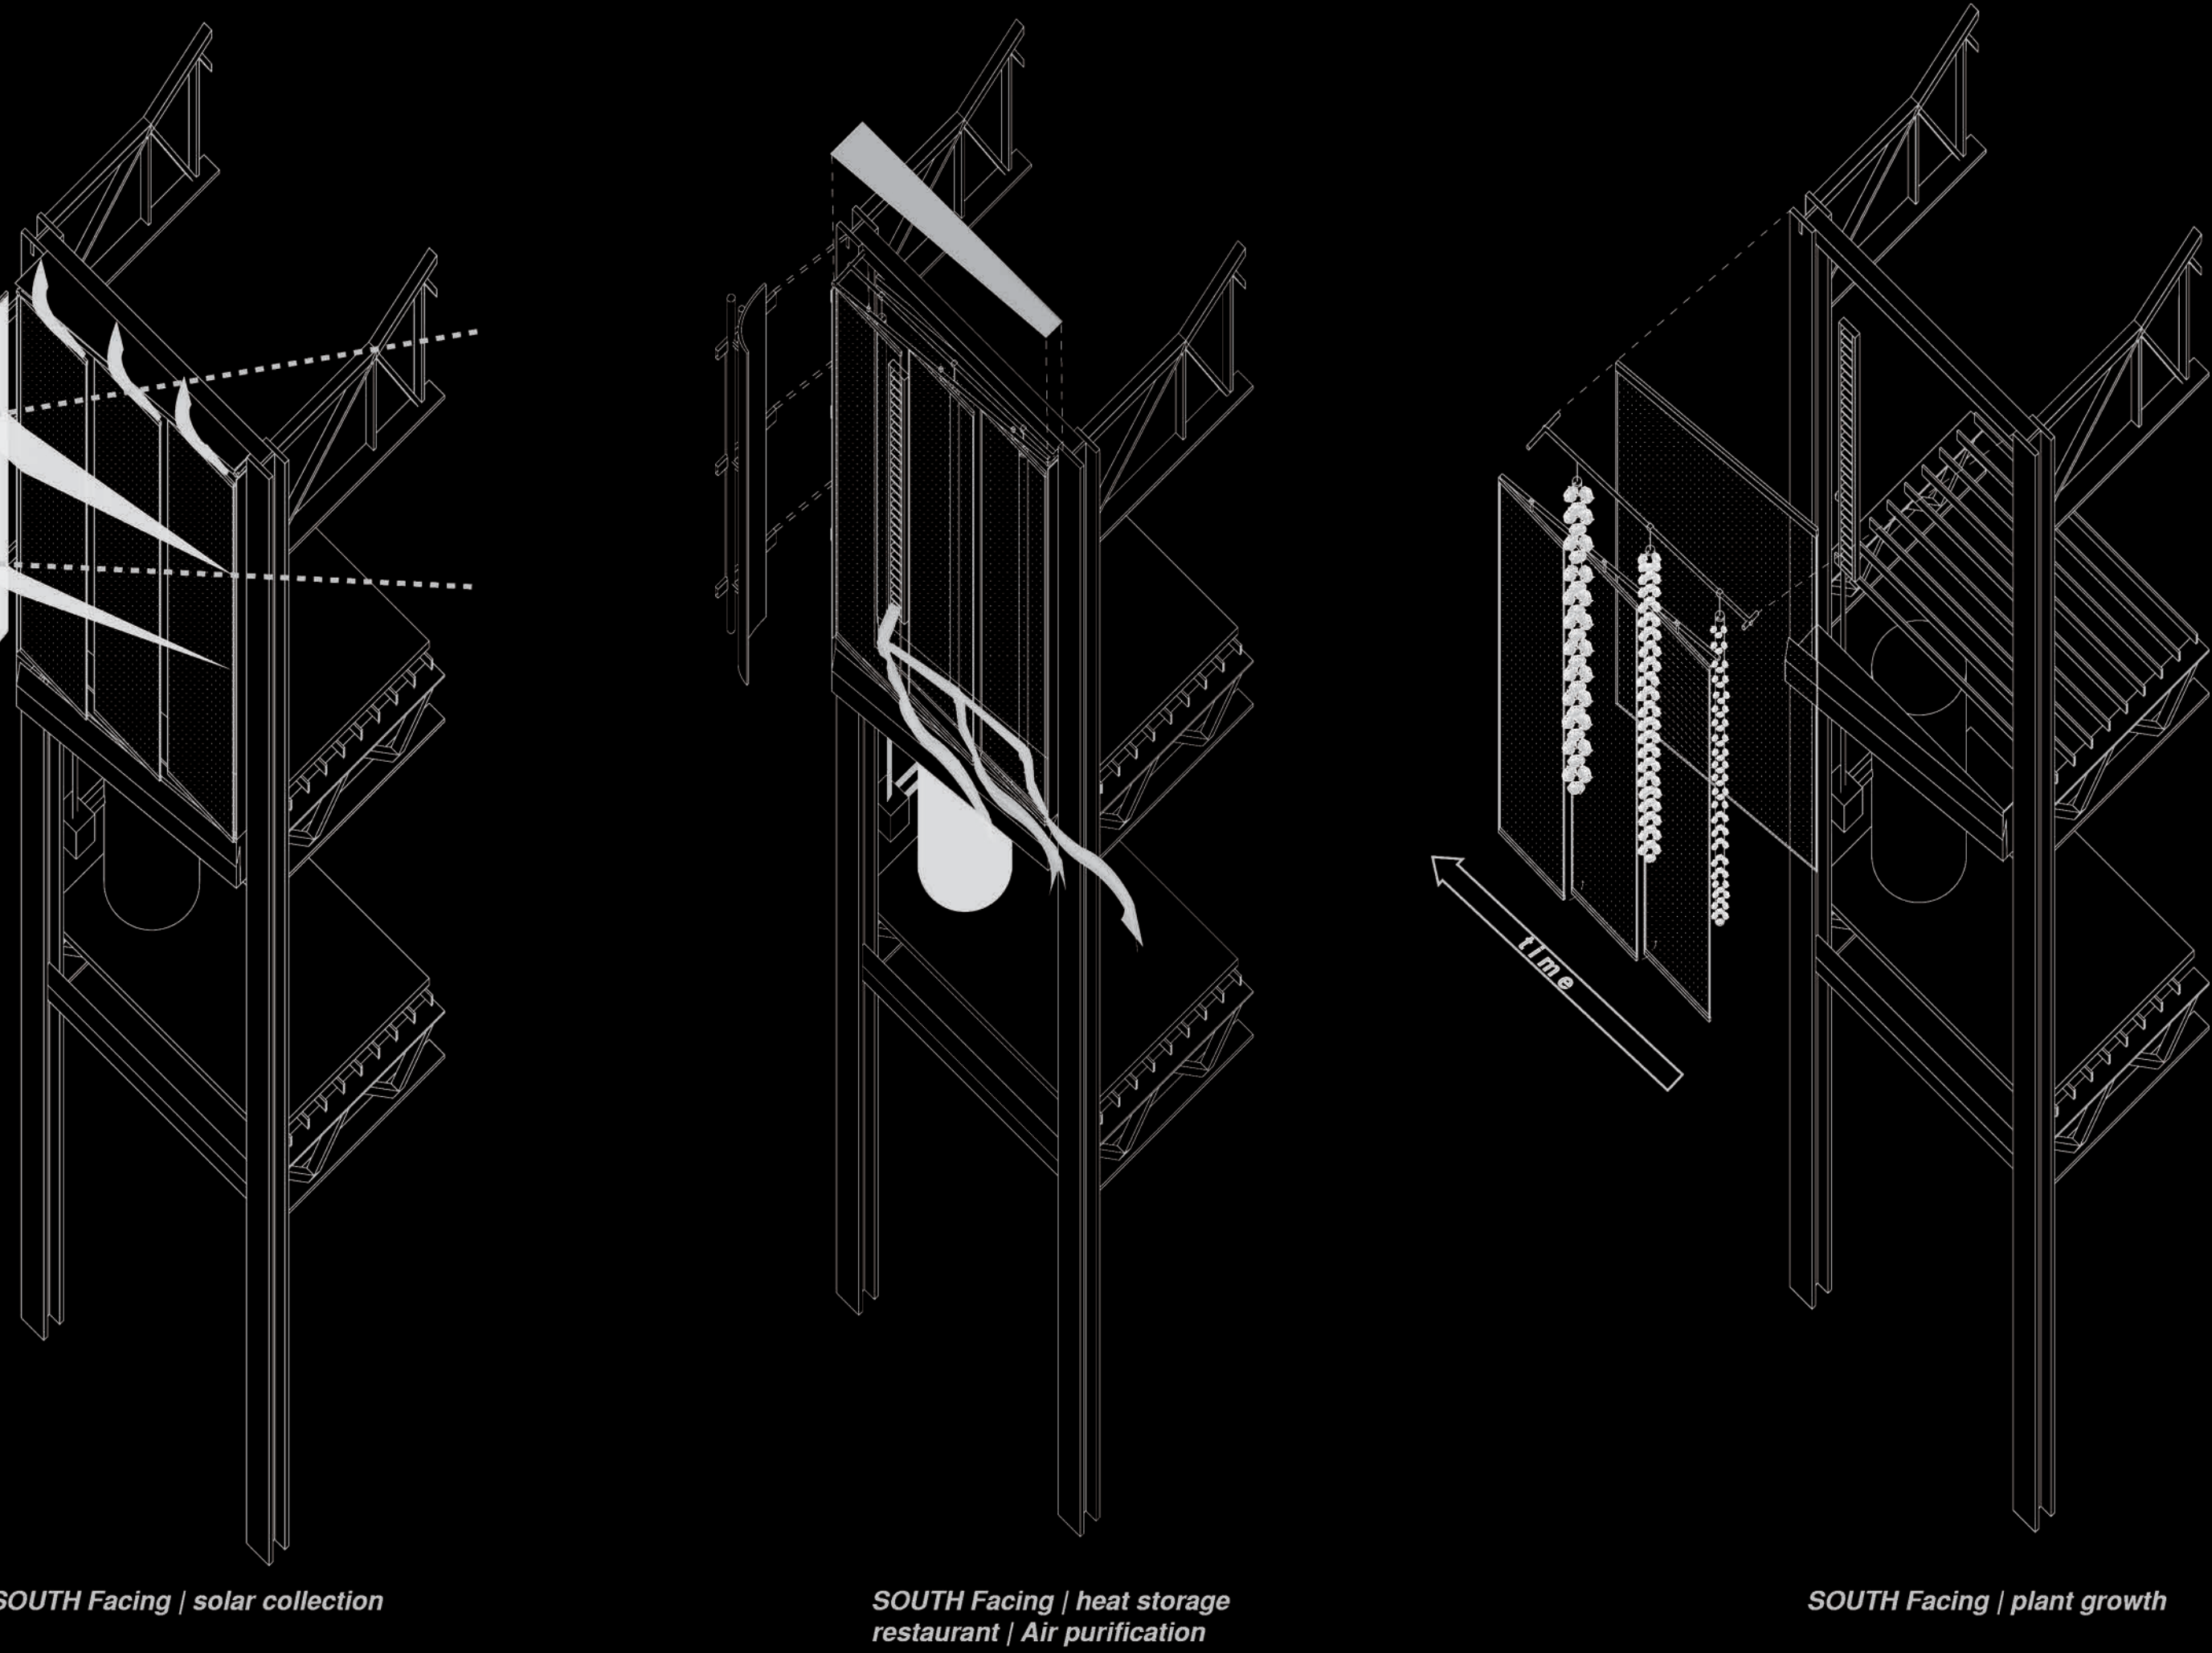 time
SOUTH Facing | solar collection
SOUTH Facing | heat storage
restaurant | Air purification
SOUTH Facing | plant growth